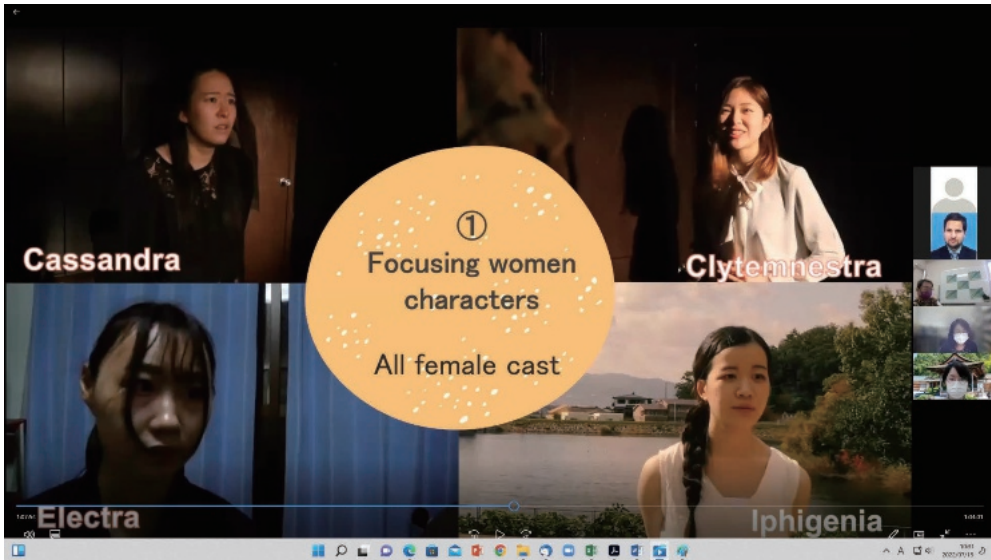 Cassandra
Clytemnestra
①
Focusing women
characters
All female cast
Electra
Iphigenia